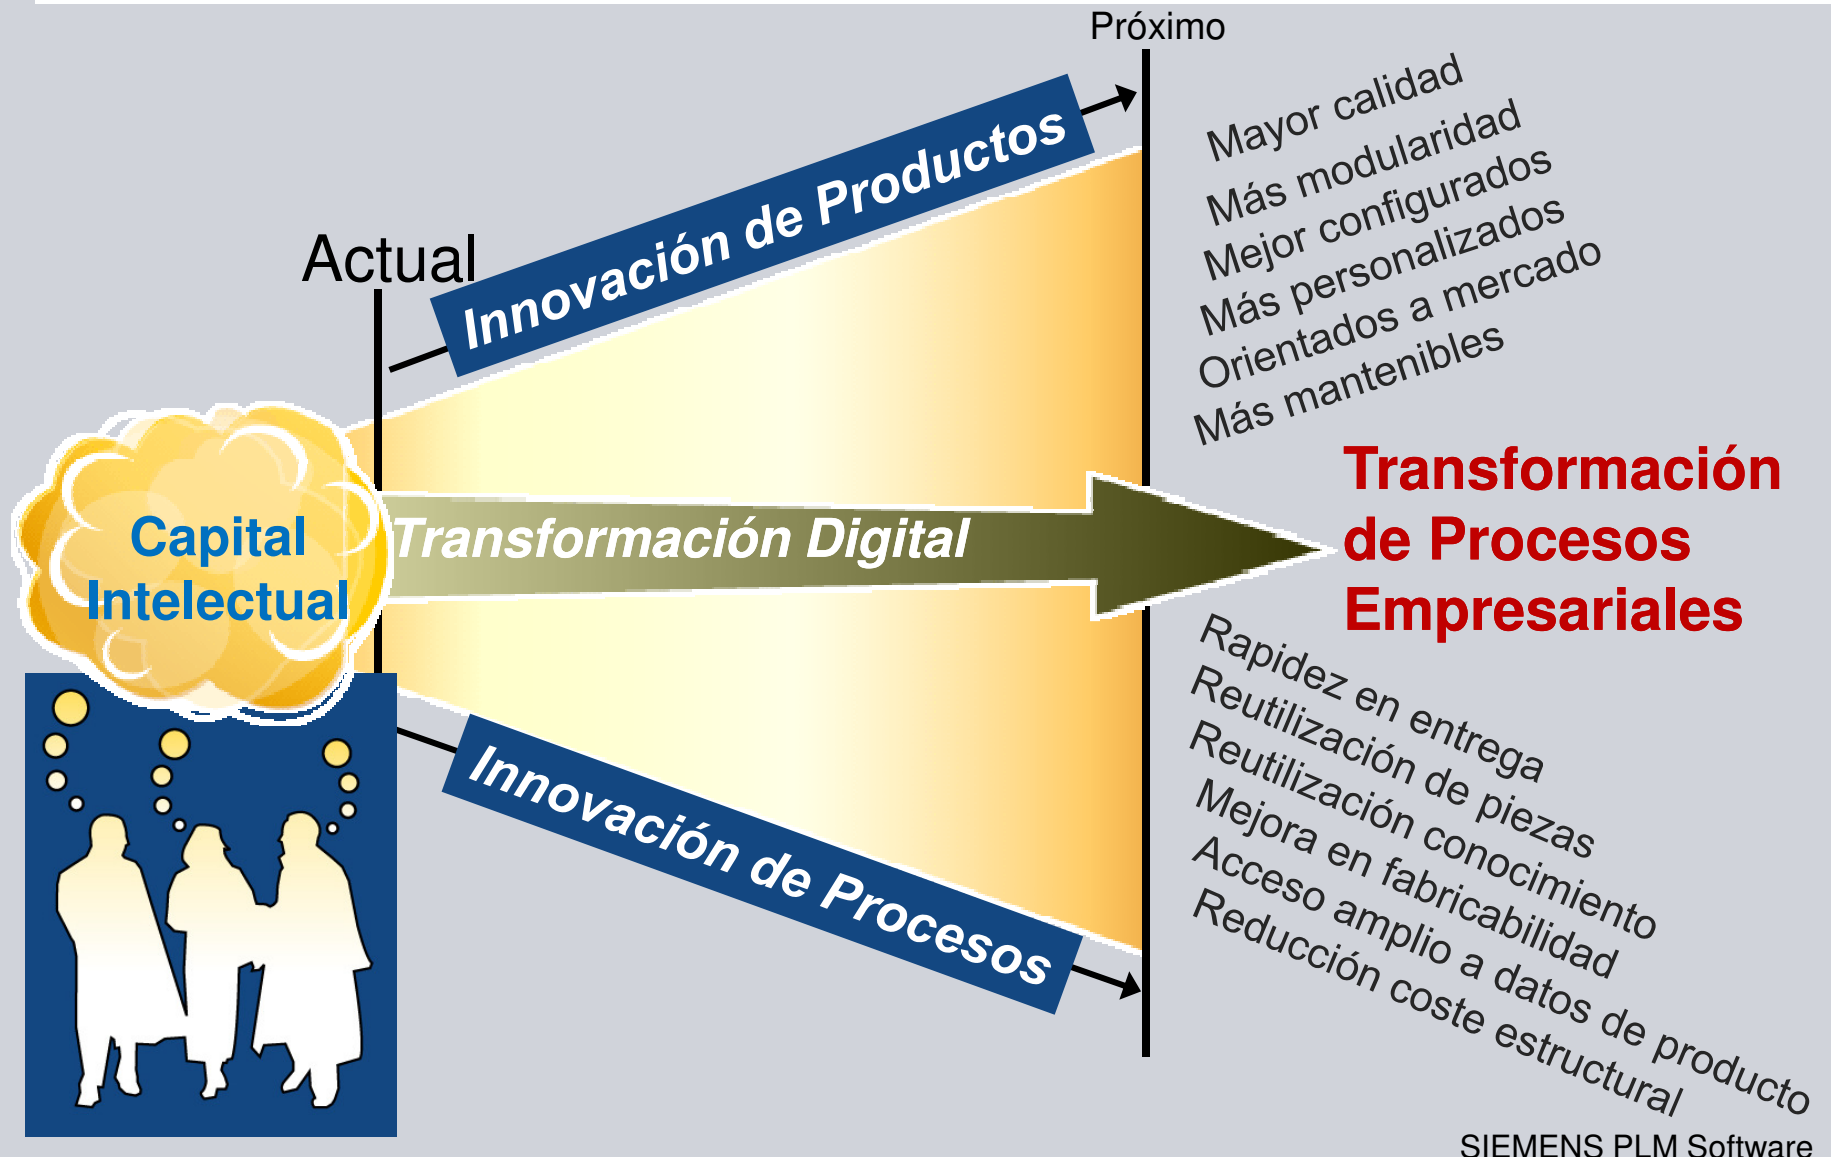 Próximo
Actual
Innovación de Productos
Mayor calidad
Más modularidad
Mejor configurados
Más personalizados
Orientados a mercado
Más mantenibles
Capital
Intelectual
Transformación Digital
Transformación
de Procesos
Empresariales
Innovación de Procesos
Rapidez en entrega
Reutilización de piezas
Reutilización conocimiento
Mejora en fabricabilidad
Acceso amplio a datos de producto
Reducción coste estructural
SIEMENS PLM Software